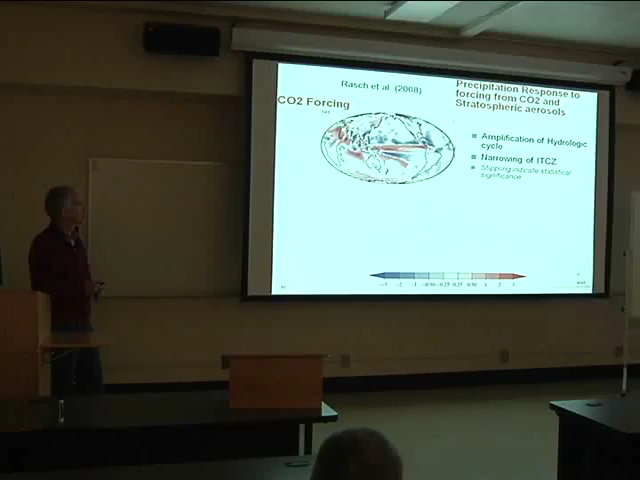 Rasch et al (2008)
Precipitation Response to
forcing from CO2 and
Stratospheric aerosols
CO2 Forcing
Amplification of Hydrologic
cycle
Narrowing of ITCZ
Stippling indicate statistical
significance